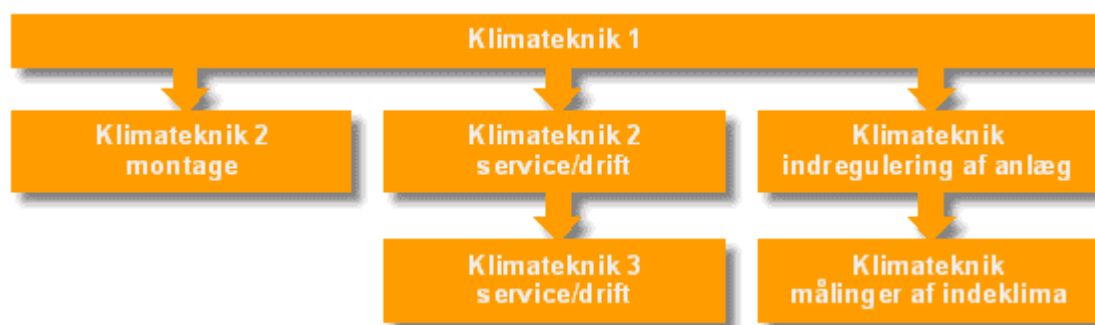 Klimateknik 1
Klimateknik 2
montage
Klimateknik 2
service/drift
Klimateknik
indregulering af anlæg
Klimateknik 3
service/drift
Klimateknik
målinger af indeklima